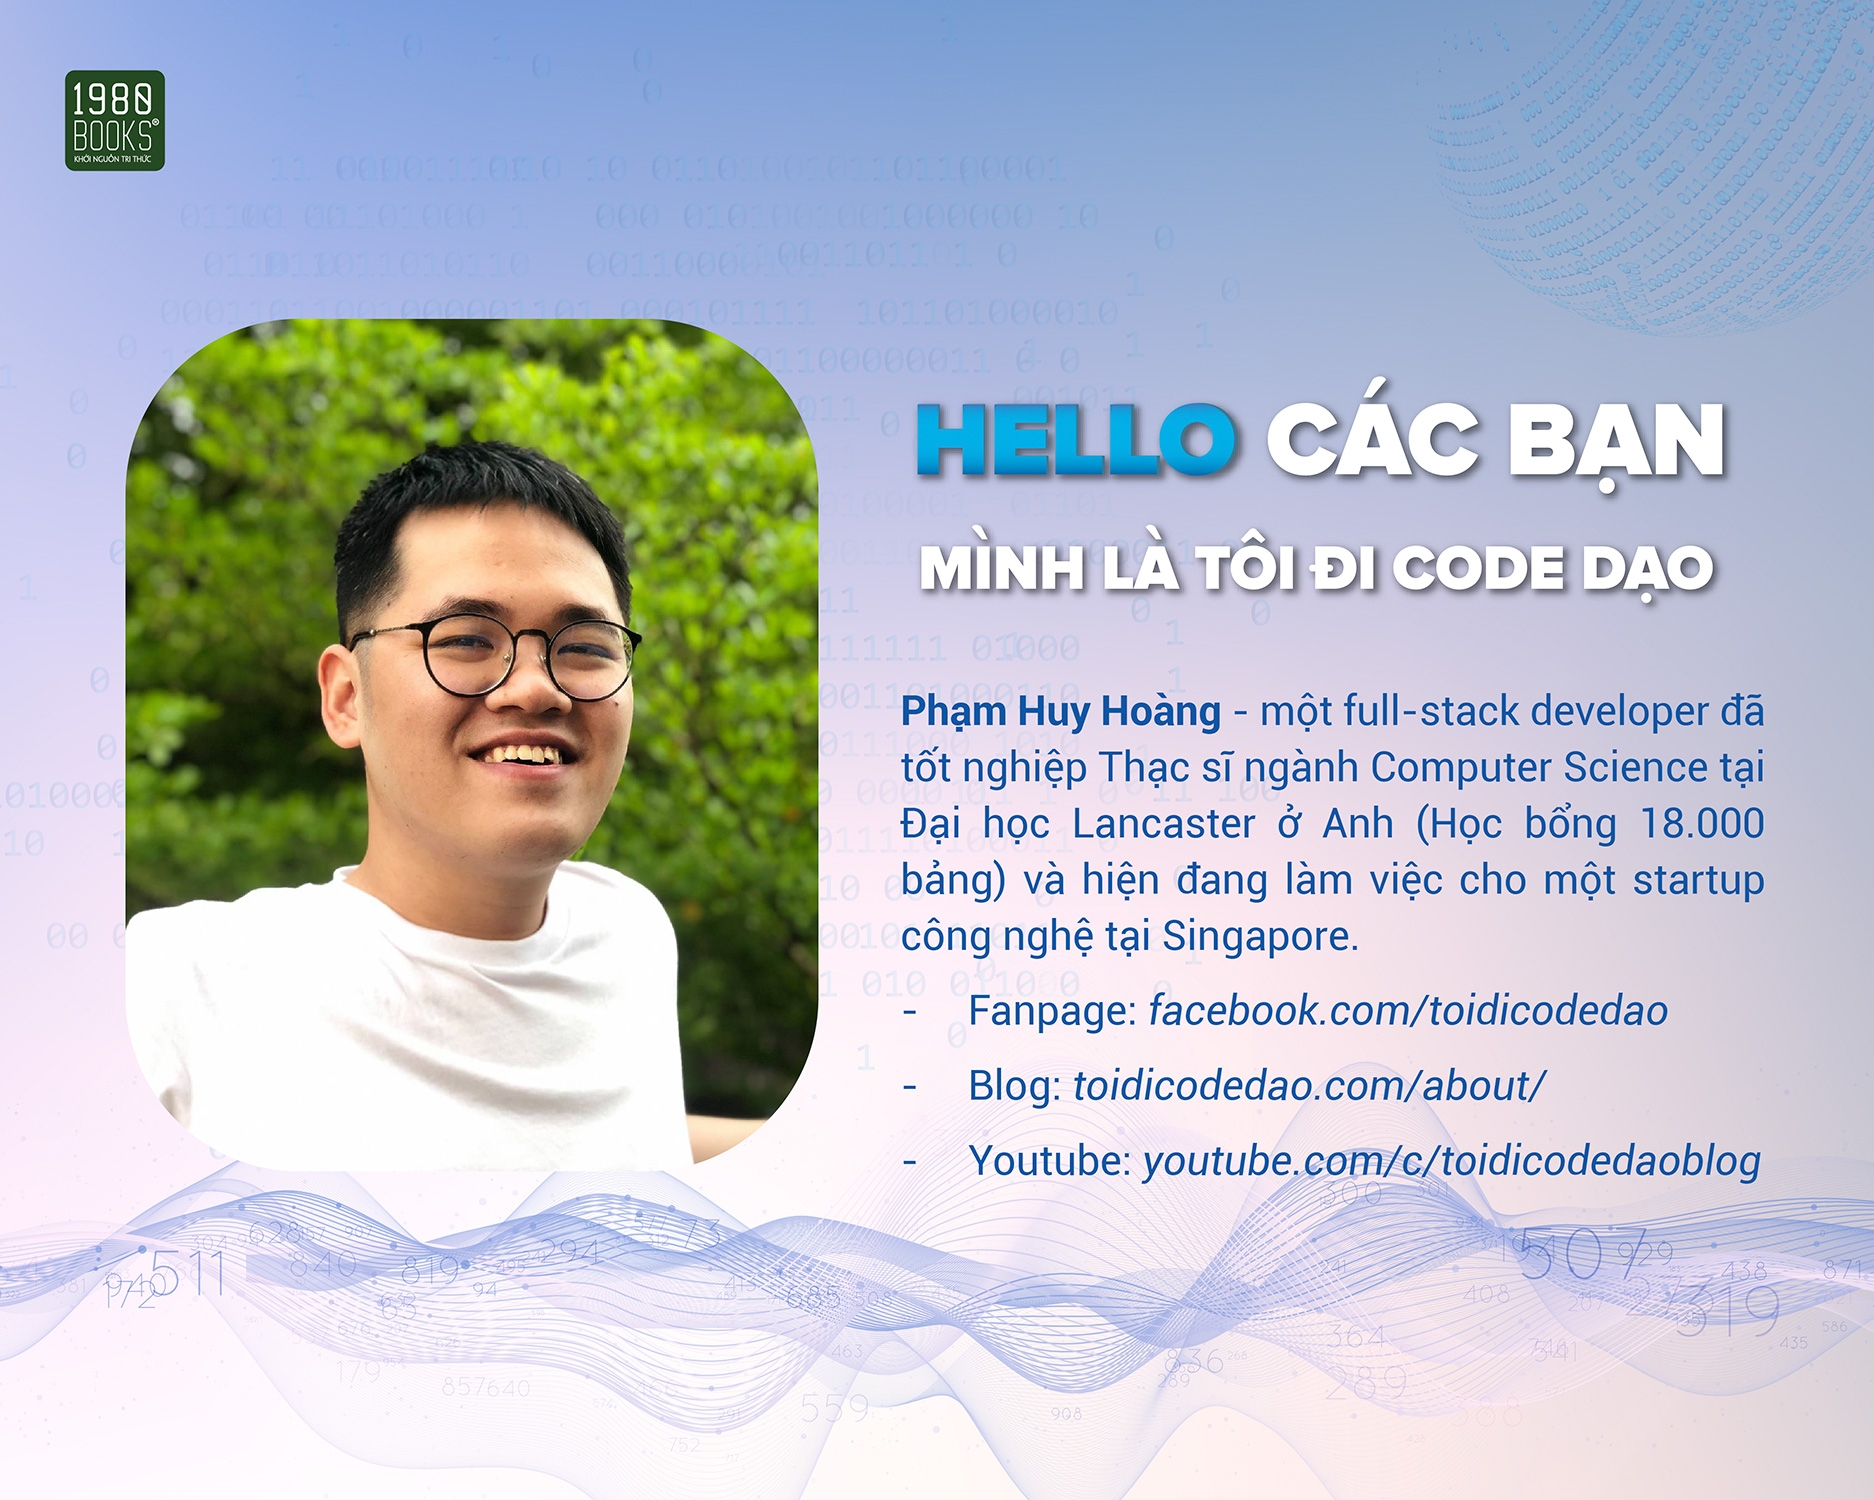 1980
BOOKS®
KHƠI NGUỒN TRI THỨC
HELLO CÁC BẠN
MÌNH LÀ TÔI ĐI CODE DẠO
Phạm Huy Hoàng - một full-stack developer đã
tốt nghiệp Thạc sĩ ngành Computer Science tại
Đại học Lancaster ở Anh (Học bổng 18.000
bảng) và hiện đang làm việc cho một startup
công nghệ tại Singapore.
- Fanpage: facebook.com/toidicodedao
- Blog: toidicodedao.com/about/
- Youtube: youtube.com/c/toidicodedaoblog